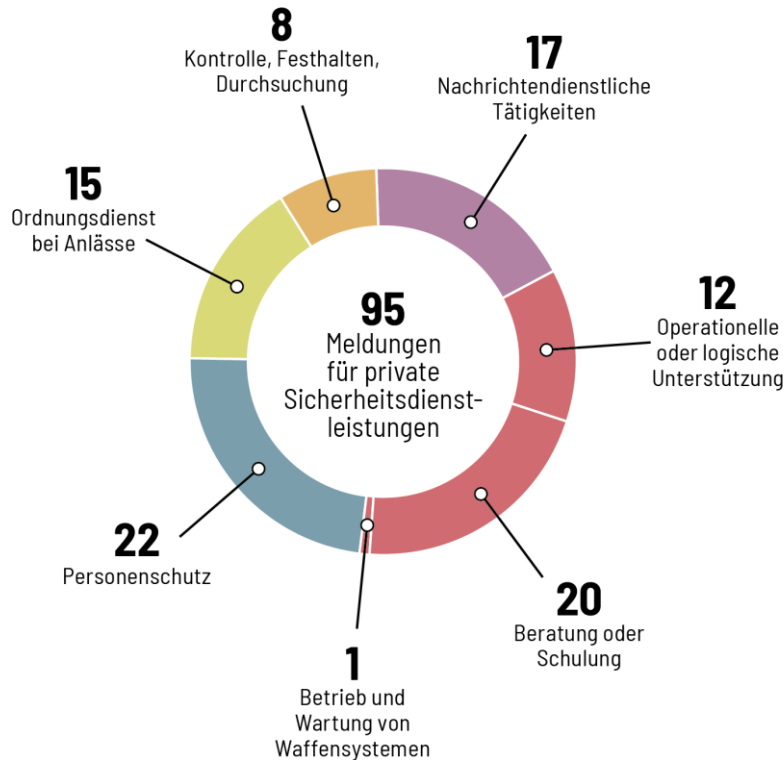 8
Kontrolle, Festhalten,
Durchsuchung
17
Nachrichtendienstliche
Tätigkeiten
15
Ordnungsdienst
bei Anlässe
12
Operationelle
oder logische
Unterstützung
95
Meldungen
für private
Sicherheitsdienst-
leistungen
22
Personenschutz
20
Beratung oder
Schulung
1
Betrieb und
Wartung von
Waffensystemen